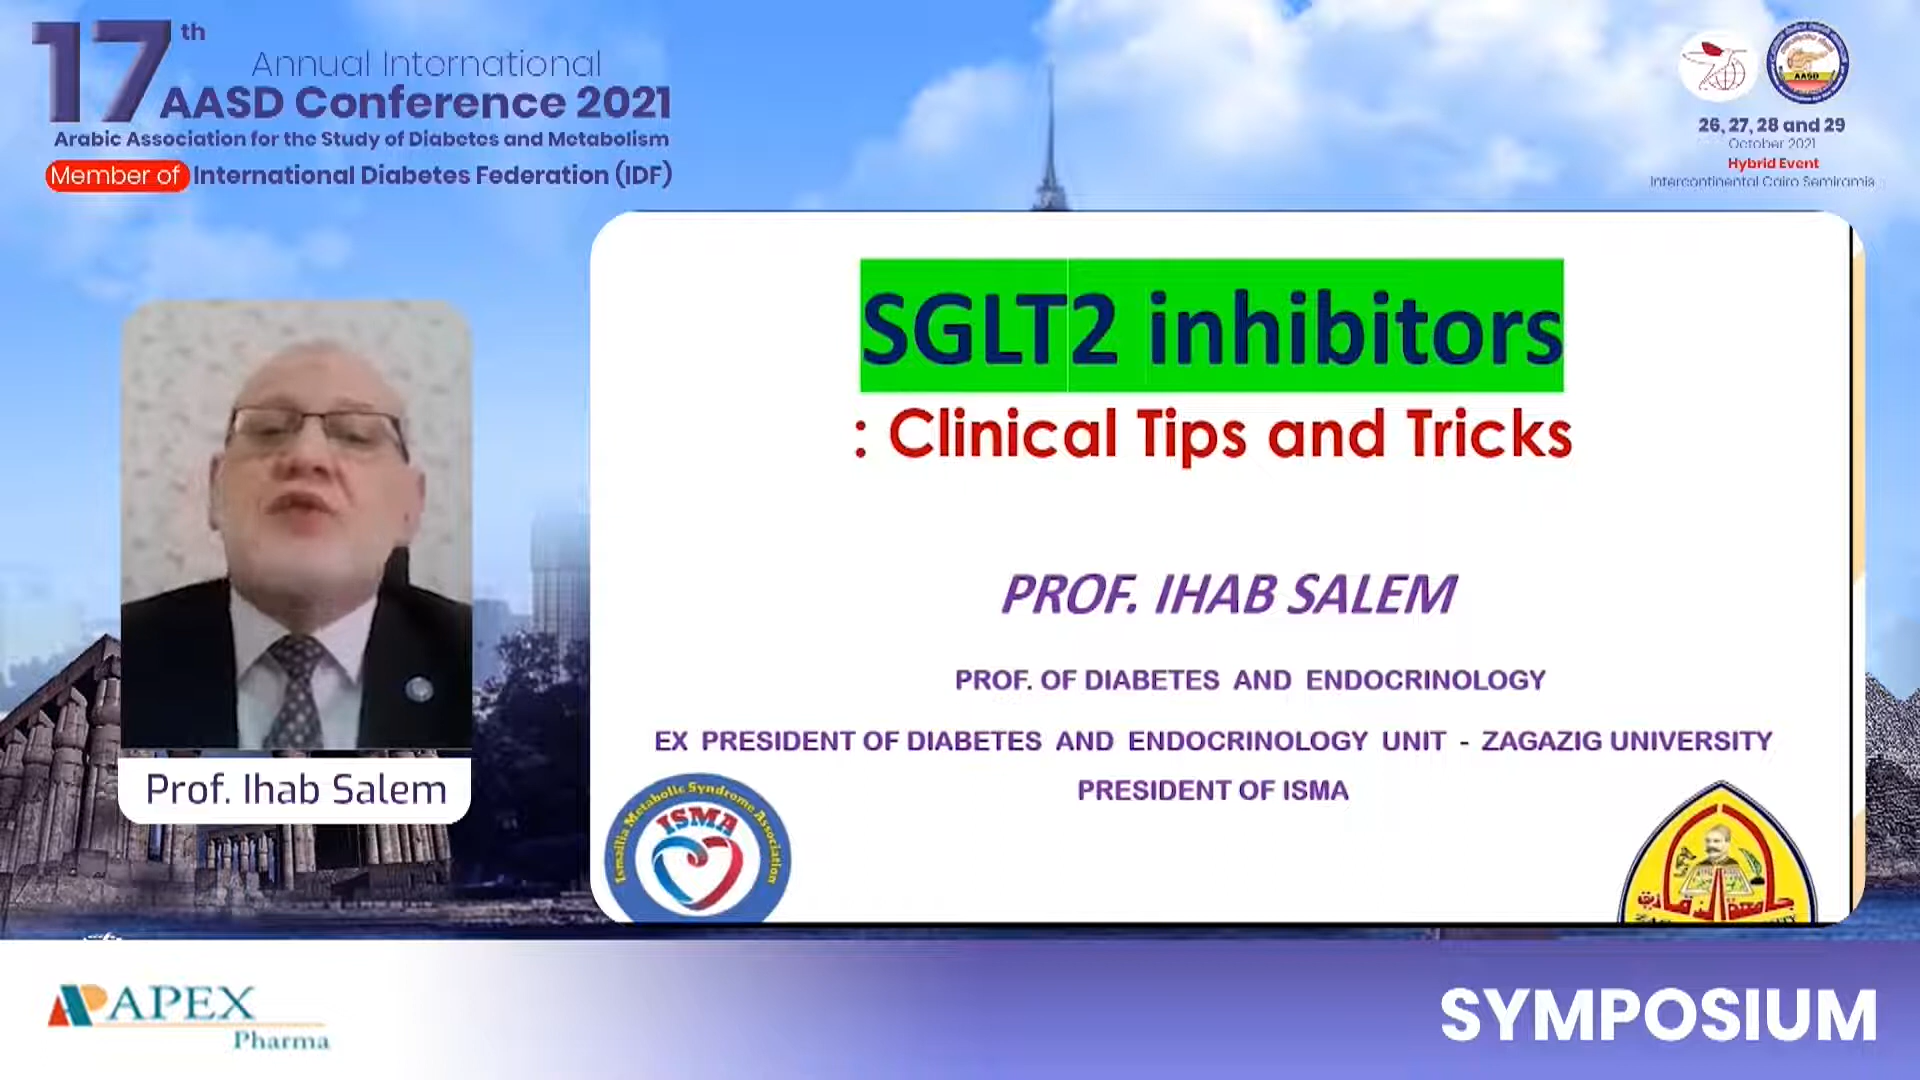 17th
Annual International
AASD Conference 2021
Arabic Association for the Study of Diabetes and Metabolism
Member of International Diabetes Federation (IDF)
AASD
26, 27, 28 and 29
October 2021
Hybrid Event
Intercontinental Cairo Semiramis
SGLT2 inhibitors
: Clinical Tips and Tricks
PROF. IHAB SALEM
PROF. OF DIABETES AND ENDOCRINOLOGY
EX PRESIDENT OF DIABETES AND ENDOCRINOLOGY UNIT - ZAGAZIG UNIVERSITY
PRESIDENT OF ISMA
Prof. Ihab Salem
Ismailia Metabolic Syndrome Association
ISMA
جامعة الزقازيق
APEX
Pharma
SYMPOSIUM